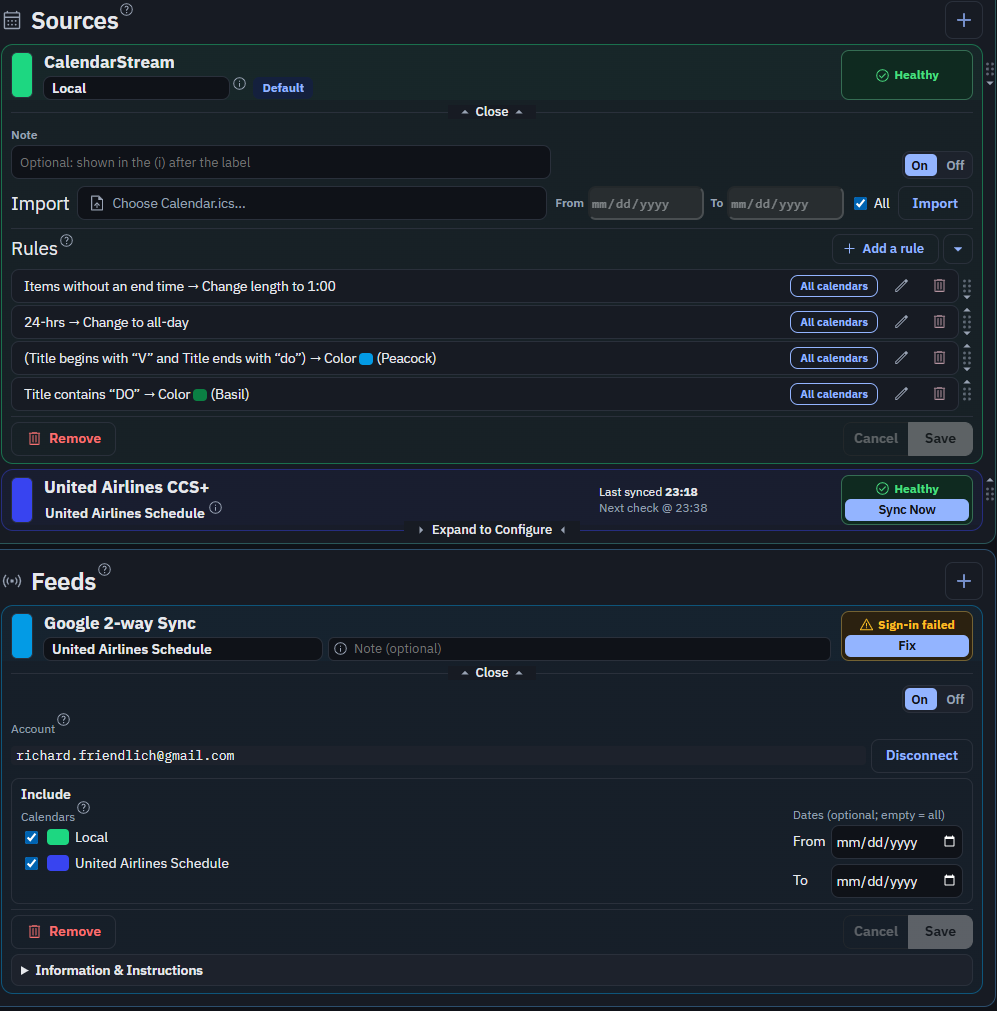 Sources ?
+
CalendarStream
Local
Default
Healthy
Close
Note
Optional: shown in the (i) after the label
On Off
Import Choose Calendar.ics... From mm/dd/yyyy To mm/dd/yyyy All Import
Rules ?
+ Add a rule
Items without an end time → Change length to 1:00 All calendars
24-hrs → Change to all-day All calendars
(Title begins with “V” and Title ends with “do”) → Color (Peacock) All calendars
Title contains “DO” → Color (Basil) All calendars
Remove Cancel Save
United Airlines CCS+
United Airlines Schedule
Last synced 23:18
Next check @ 23:38
Healthy
Sync Now
Expand to Configure
Feeds ?
+
Google 2-way Sync
United Airlines Schedule
Note (optional)
Sign-in failed
Fix
Close
On Off
Account ?
richard.friendlich@gmail.com Disconnect
Include
Calendars ?
Local
United Airlines Schedule
Dates (optional; empty = all)
From mm/dd/yyyy
To mm/dd/yyyy
Remove Cancel Save
Information & Instructions